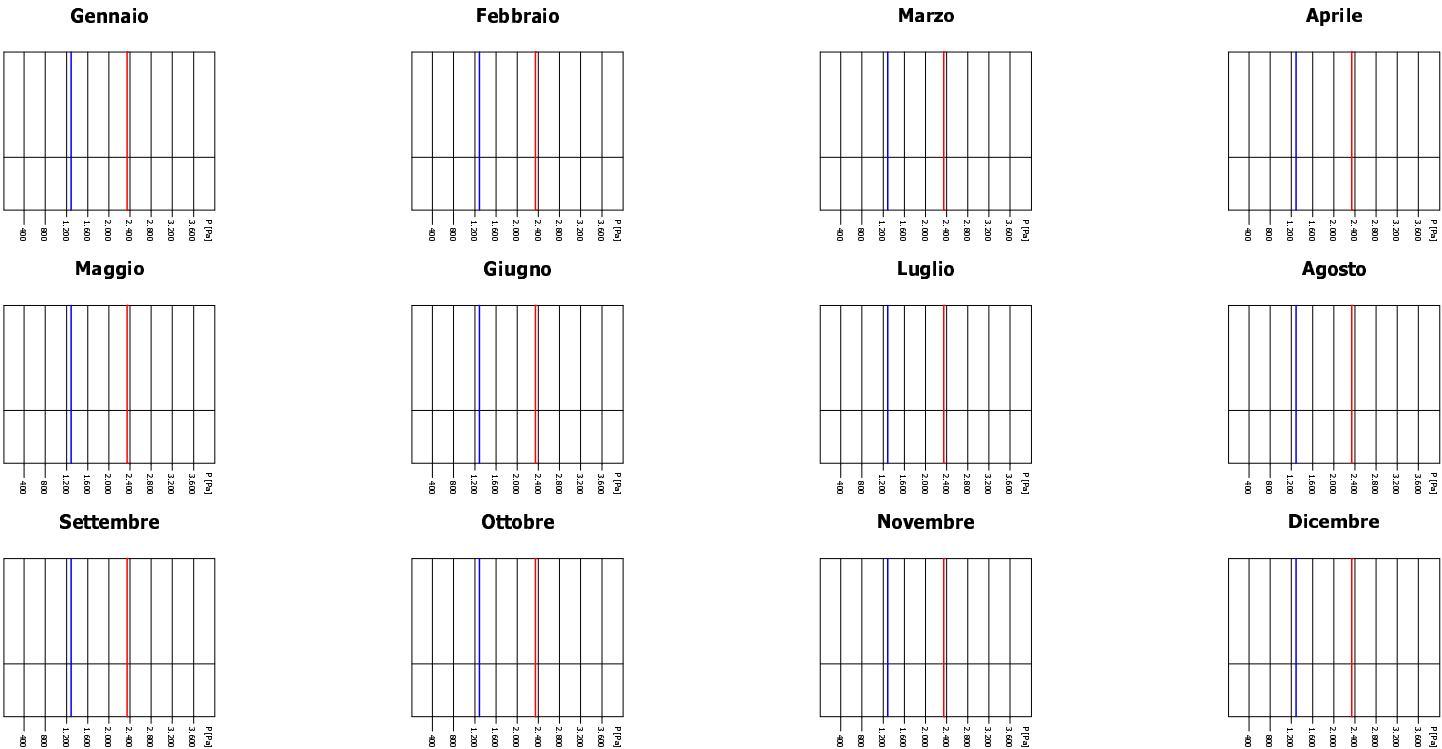 Gennaio Febbraio Marzo Aprile
400 800 1.200 1.600 2.000 2.400 2.800 3.200 3.600 P [Pa] 400 800 1.200 1.600 2.000 2.400 2.800 3.200 3.600 P [Pa] 400 800 1.200 1.600 2.000 2.400 2.800 3.200 3.600 P [Pa] 400 800 1.200 1.600 2.000 2.400 2.800 3.200 3.600 P [Pa]
Maggio Giugno Luglio Agosto
400 800 1.200 1.600 2.000 2.400 2.800 3.200 3.600 P [Pa] 400 800 1.200 1.600 2.000 2.400 2.800 3.200 3.600 P [Pa] 400 800 1.200 1.600 2.000 2.400 2.800 3.200 3.600 P [Pa] 400 800 1.200 1.600 2.000 2.400 2.800 3.200 3.600 P [Pa]
Settembre Ottobre Novembre Dicembre
400 800 1.200 1.600 2.000 2.400 2.800 3.200 3.600 P [Pa] 400 800 1.200 1.600 2.000 2.400 2.800 3.200 3.600 P [Pa] 400 800 1.200 1.600 2.000 2.400 2.800 3.200 3.600 P [Pa] 400 800 1.200 1.600 2.000 2.400 2.800 3.200 3.600 P [Pa]